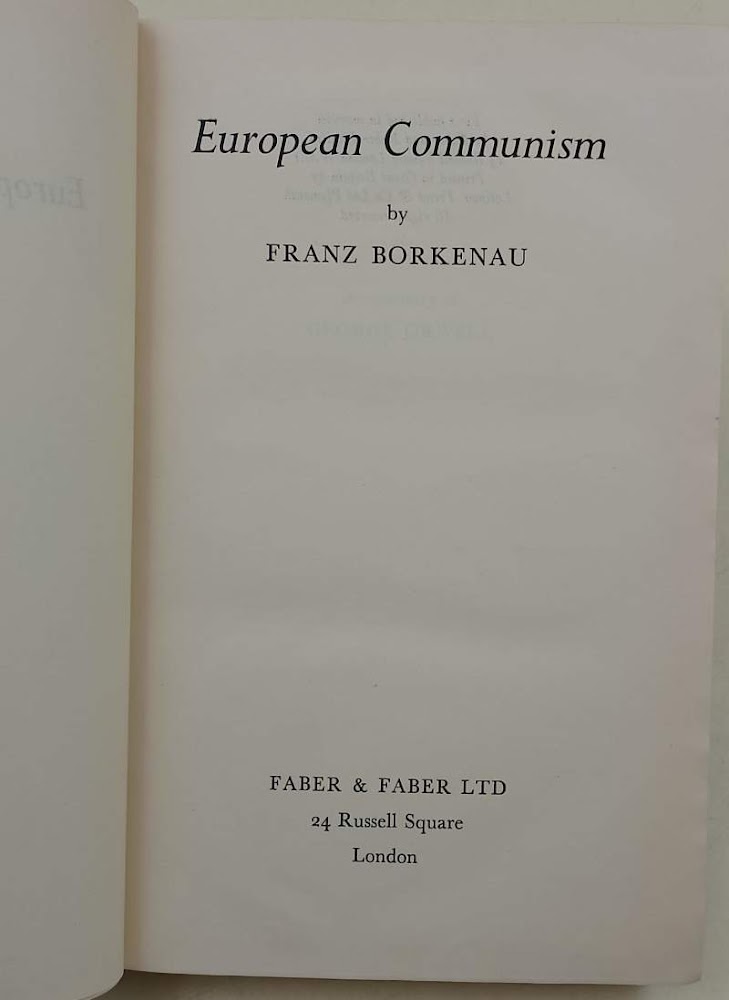 European Communism
by
FRANZ BORKENAU
FABER & FABER LTD
24 Russell Square
London